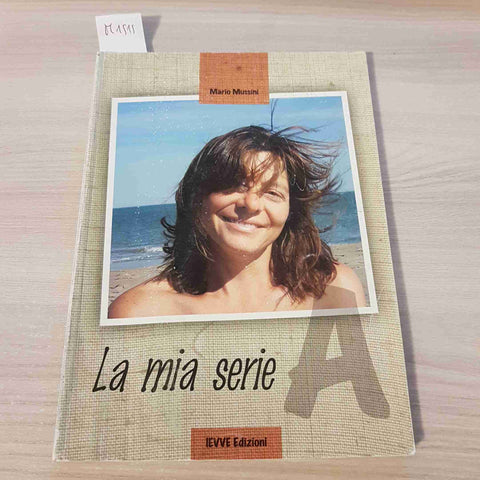 Mario Mussini
La mia serie A
IEVVE Edizioni